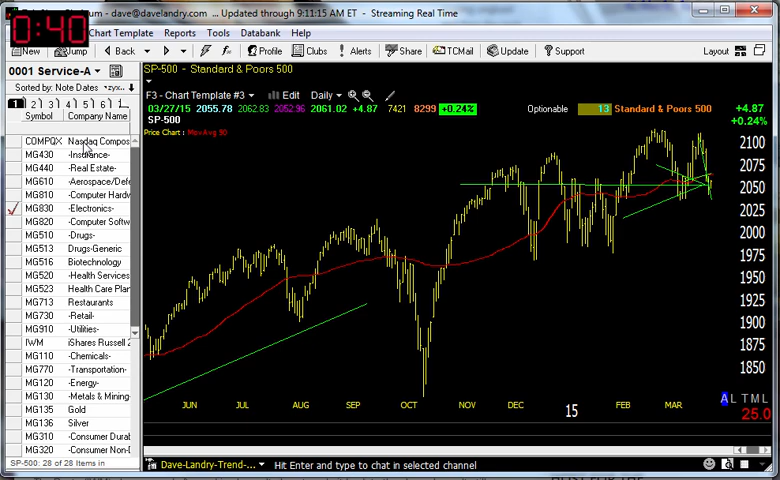 0:40
um - dave@davelandry.com ... Updated through 9:11:15 AM ET - Streaming Real Time
Chart Template Reports Tools Databank Help
New Jump Back Profile Clubs Alerts Share TCMail Update Support Layout
0001 Service-A
Sorted by: Note Dates
1 2 3 4 5 6 7 8
Symbol Company Name
COMPQX Nasdaq Compos
MG430 -Insurance-
MG440 -Real Estate-
MG610 -Aerospace/Defe
MG810 -Computer Hardw
MG830 -Electronics-
MG820 -Computer Softw
MG510 -Drugs-
MG513 Drugs-Generic
MG516 Biotechnology
MG520 -Health Services
MG523 Health Care Plan
MG713 Restaurants
MG730 -Retail-
MG910 -Utilities-
IWM iShares Russell 2
MG110 -Chemicals-
MG770 -Transportation-
MG120 -Energy-
MG130 -Metals & Mining-
MG135 Gold
MG136 Silver
MG310 -Consumer Durab
MG320 -Consumer Non-D
SP-500: 28 of 28 Items in
SP-500 - Standard & Poors 500
F3 - Chart Template #3 Edit Daily
03/27/15 2055.78 2062.83 2052.96 2061.02 +4.87 7421 8299 +0.24%
Optionable 13 Standard & Poors 500 +4.87
+0.24%
SP-500
Price Chart: MovAvg 50
2100
2050
2025
2000
1975
1950
1925
1900
1875
1850
A L T M L
25.0
JUN JUL AUG SEP OCT NOV DEC 15 FEB MAR
Dave-Landry-Trend-... Hit Enter and type to chat in selected channel